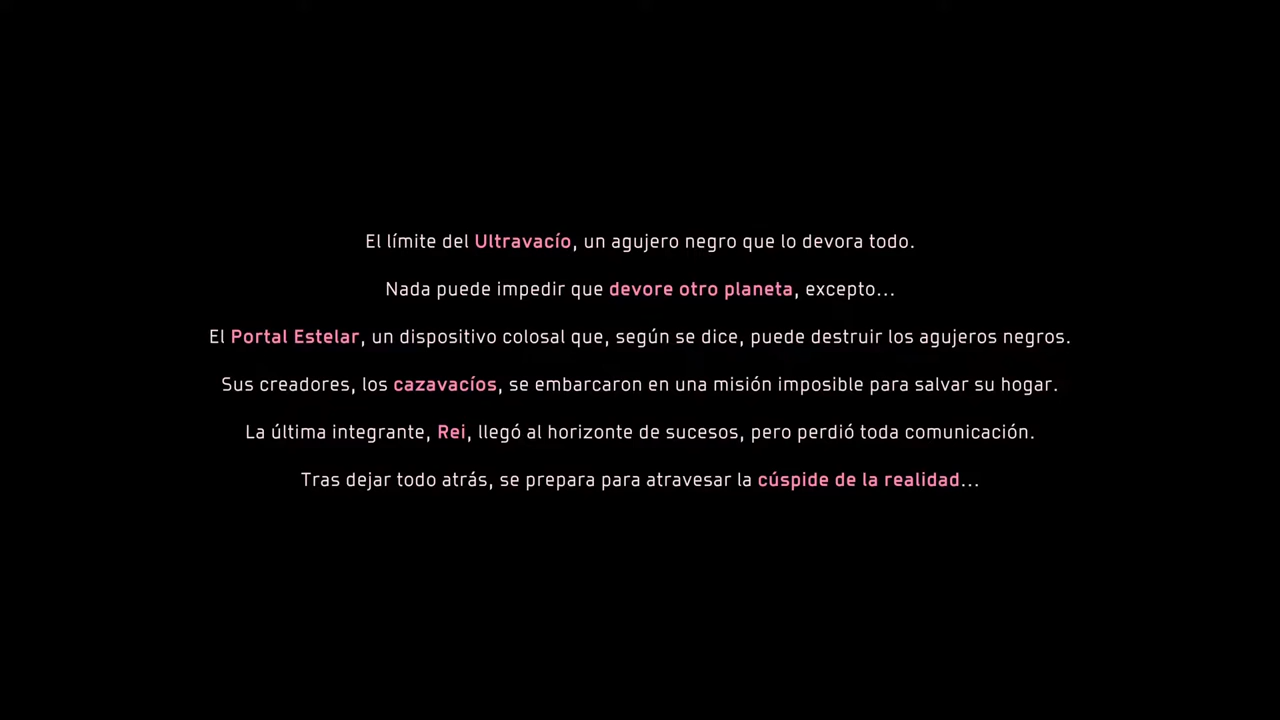 El límite del Ultravacío, un agujero negro que lo devora todo.
Nada puede impedir que devore otro planeta, excepto...
El Portal Estelar, un dispositivo colosal que, según se dice, puede destruir los agujeros negros.
Sus creadores, los cazavacíos, se embarcaron en una misión imposible para salvar su hogar.
La última integrante, Rei, llegó al horizonte de sucesos, pero perdió toda comunicación.
Tras dejar todo atrás, se prepara para atravesar la cúspide de la realidad...